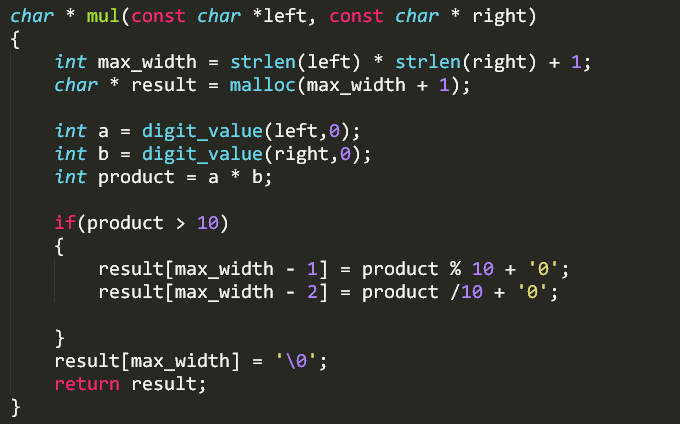 char * mul(const char *left, const char * right)
{
    int max_width = strlen(left) * strlen(right) + 1;
    char * result = malloc(max_width + 1);

    int a = digit_value(left,0);
    int b = digit_value(right,0);
    int product = a * b;

    if(product > 10)
    {
        result[max_width - 1] = product % 10 + '0';
        result[max_width - 2] = product /10 + '0';

    }
    result[max_width] = '\0';
    return result;
}